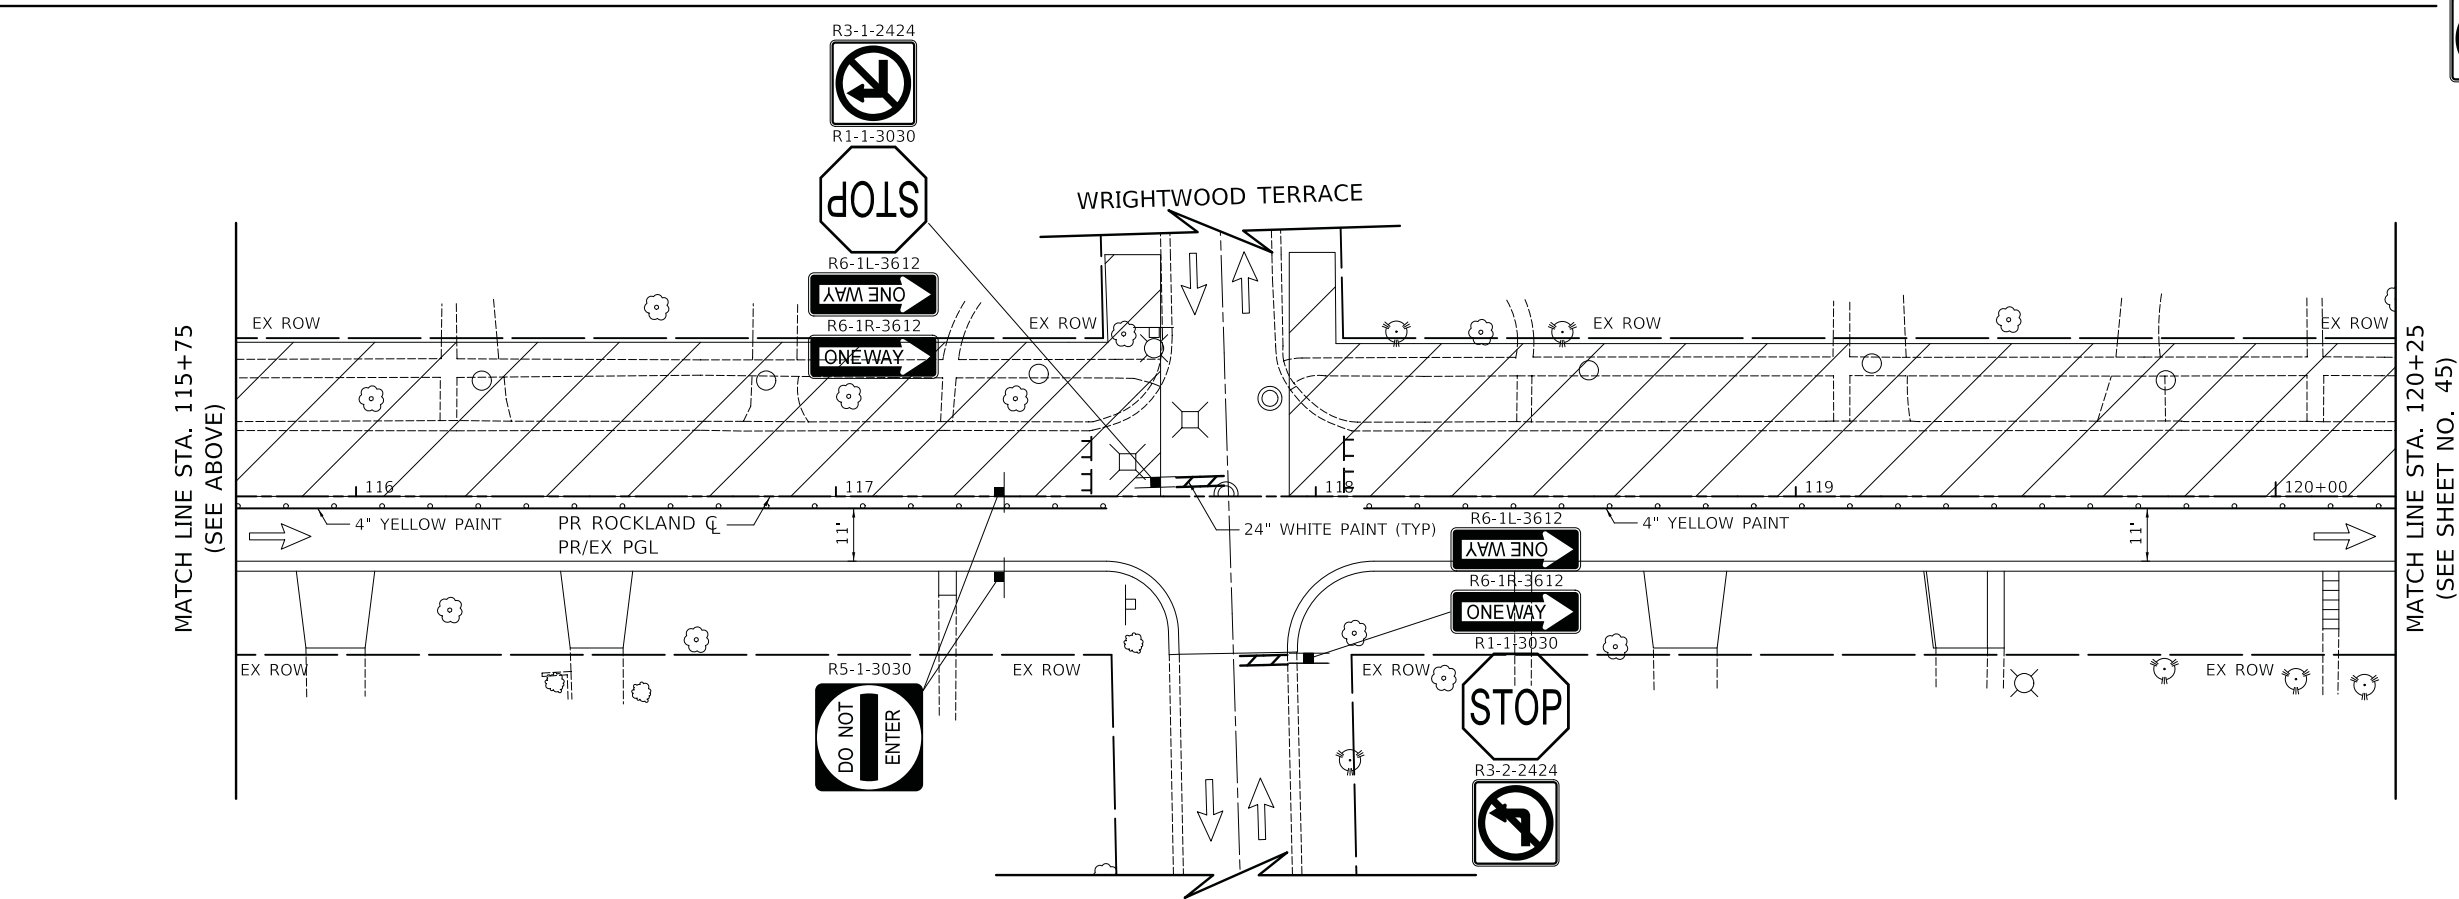 R3-1-2424
R1-1-3030
STOP
R6-1L-3612
ONE WAY
R6-1R-3612
ONE WAY
WRIGHTWOOD TERRACE
EX ROW
EX ROW
EX ROW
EX ROW
MATCH LINE STA. 115+75
(SEE ABOVE)
MATCH LINE STA. 120+25
(SEE SHEET NO. 45)
116
117
118
119
120+00
4" YELLOW PAINT
PR ROCKLAND ℄
PR/EX PGL
11'
24" WHITE PAINT (TYP)
R6-1L-3612
ONE WAY
4" YELLOW PAINT
11'
R6-1R-3612
ONE WAY
R1-1-3030
STOP
R3-2-2424
EX ROW
R5-1-3030
DO NOT
ENTER
EX ROW
EX ROW
EX ROW